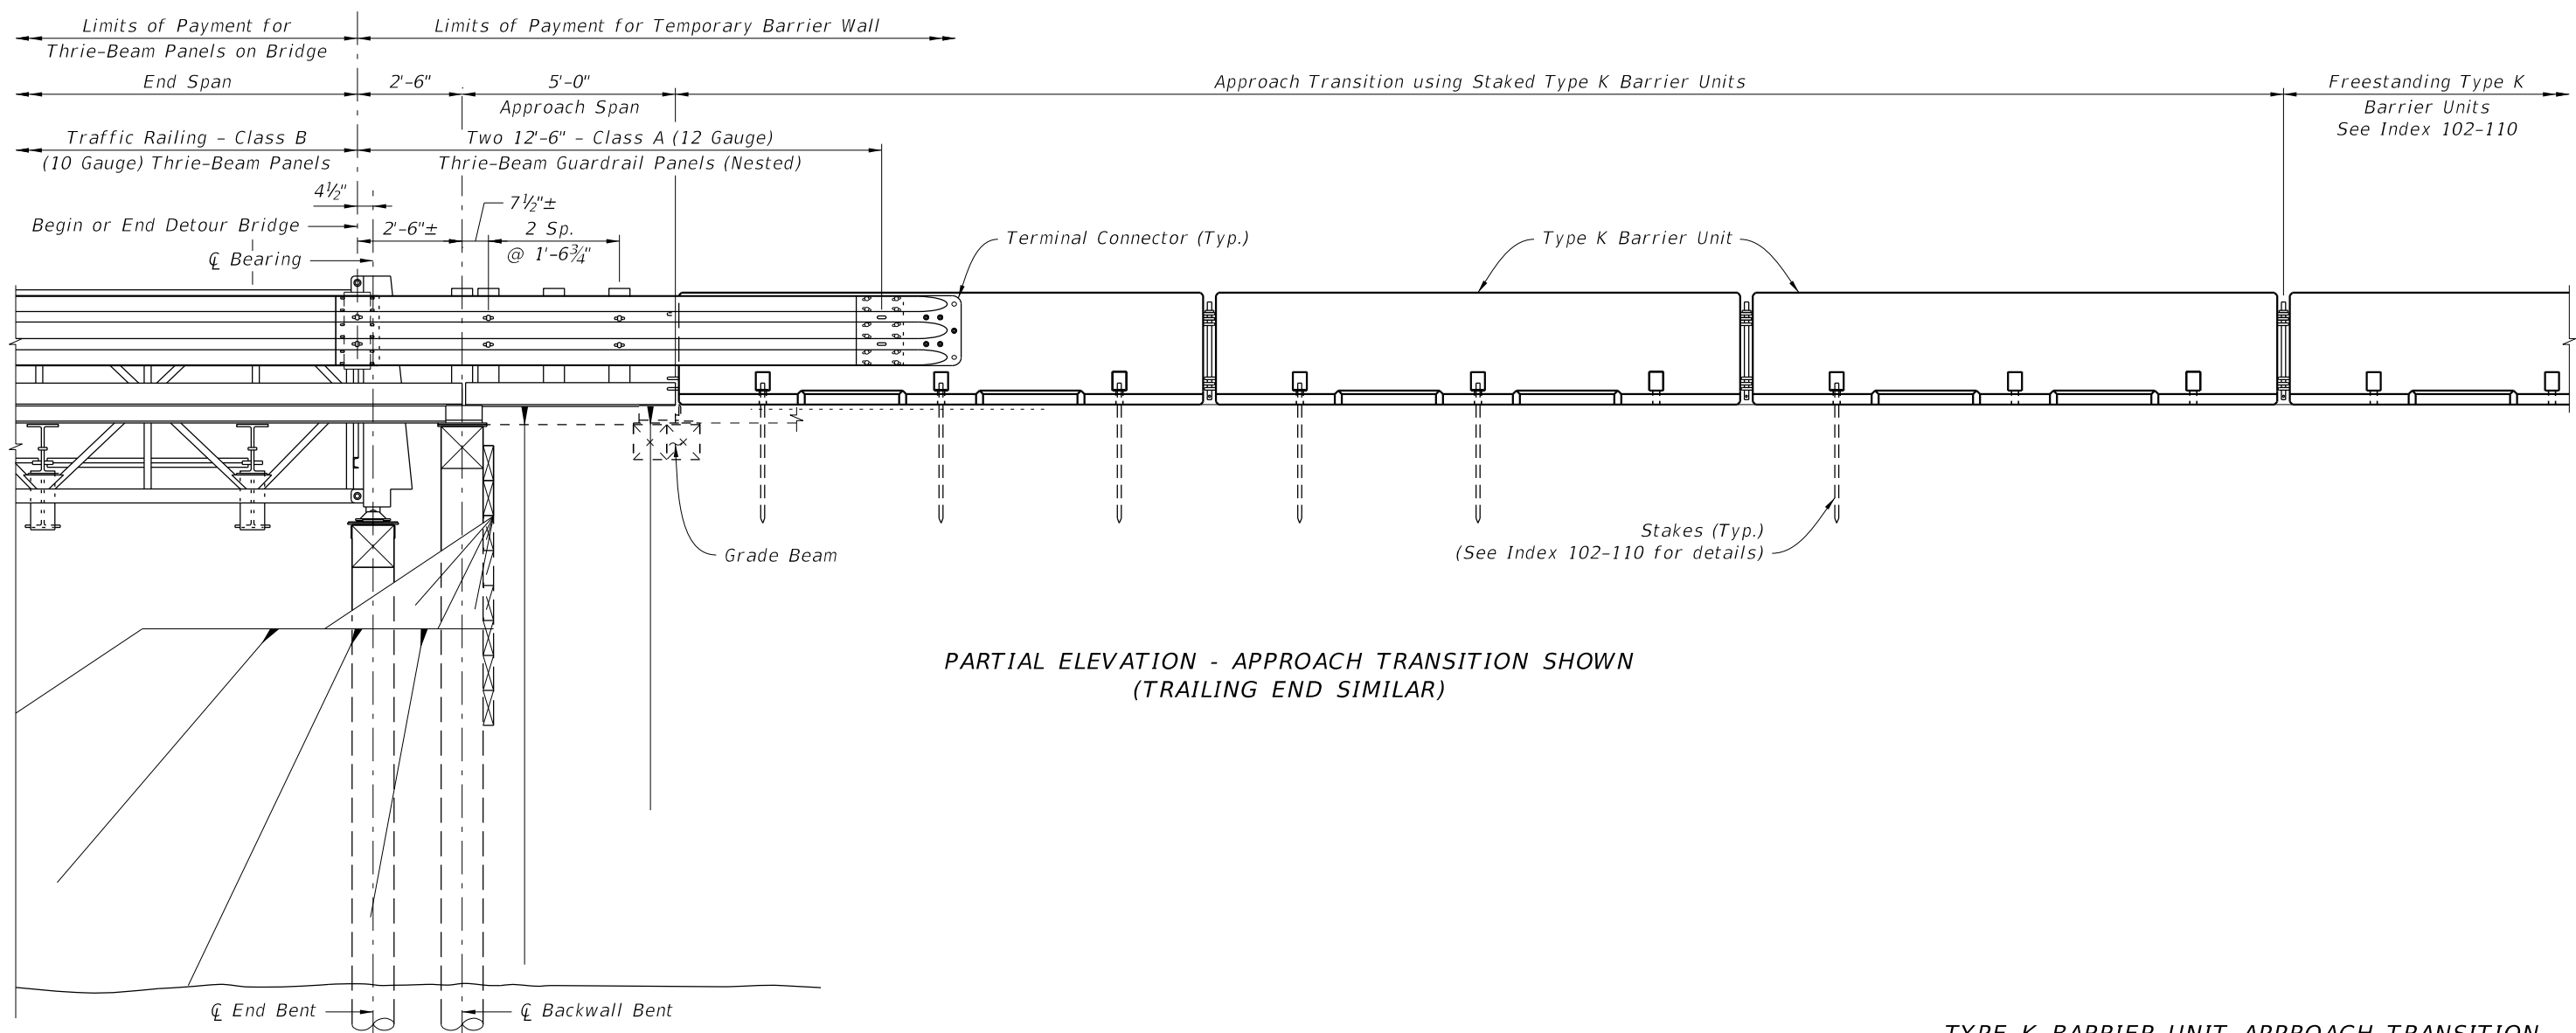 Limits of Payment for
Thrie-Beam Panels on Bridge
Limits of Payment for Temporary Barrier Wall
End Span
2'-6"
5'-0"
Approach Span
Approach Transition using Staked Type K Barrier Units
Freestanding Type K
Barrier Units
See Index 102-110
Traffic Railing - Class B
(10 Gauge) Thrie-Beam Panels
Two 12'-6" - Class A (12 Gauge)
Thrie-Beam Guardrail Panels (Nested)
4½"
7½"±
Begin or End Detour Bridge
2'-6"±
2 Sp.
@ 1'-6¾"
℄ Bearing
Terminal Connector (Typ.)
Type K Barrier Unit
Grade Beam
Stakes (Typ.)
(See Index 102-110 for details)
PARTIAL ELEVATION - APPROACH TRANSITION SHOWN
(TRAILING END SIMILAR)
℄ End Bent
℄ Backwall Bent
TYPE K BARRIER UNIT APPROACH TRANSITION